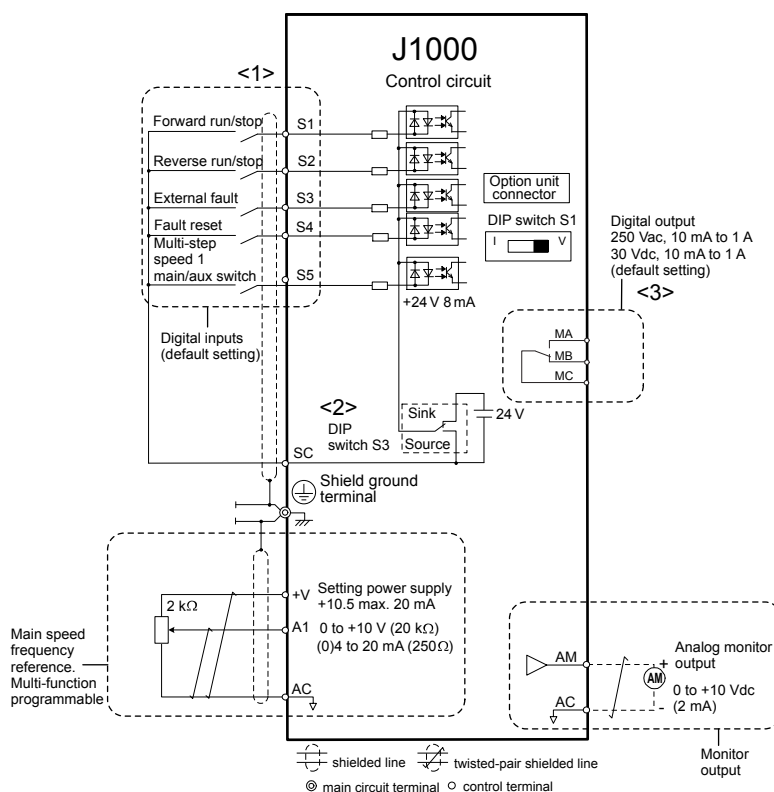 J1000
Control circuit
<1>
Forward run/stop
S1
Reverse run/stop
S2
External fault
S3
Fault reset
S4
Multi-step
speed 1
main/aux switch
S5
Option unit
connector
DIP switch S1
I
V
+24 V 8 mA
Digital inputs
(default setting)
Digital output
250 Vac, 10 mA to 1 A
30 Vdc, 10 mA to 1 A
(default setting)
<3>
MA
MB
MC
<2>
DIP
switch S3
Sink
Source
24 V
SC
Shield ground
terminal
2 kΩ
+V
Setting power supply
+10.5 max. 20 mA
A1
0 to +10 V (20 kΩ)
(0)4 to 20 mA (250Ω)
AC
Main speed
frequency
reference.
Multi-function
programmable
AM
+
AM
-
AC
Analog monitor
output
0 to +10 Vdc
(2 mA)
Monitor
output
shielded line
twisted-pair shielded line
main circuit terminal
control terminal